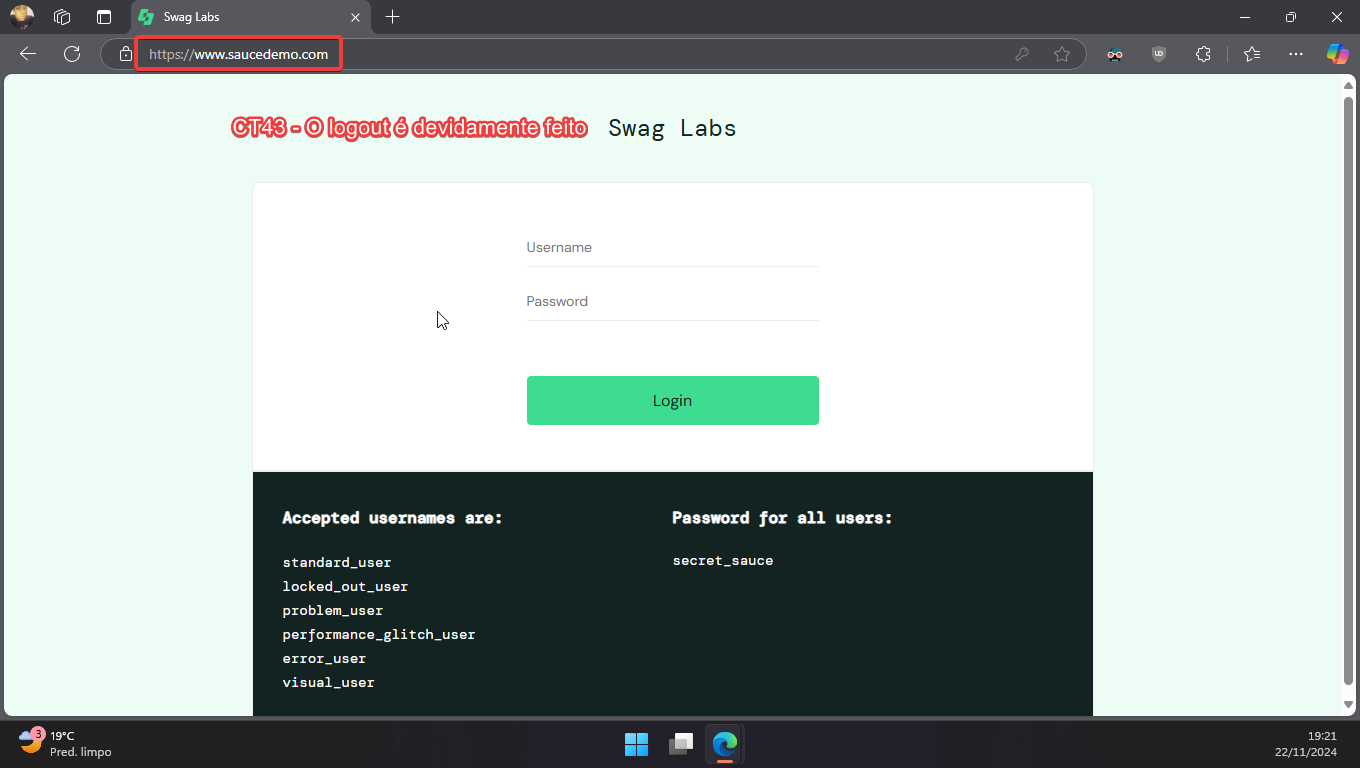 Swag Labs
https://www.saucedemo.com
UD
CT43 - O logout é devidamente feito
Swag Labs
Username
Password
Login
Accepted usernames are:
standard_user
locked_out_user
problem_user
performance_glitch_user
error_user
visual_user
Password for all users:
secret_sauce
3
19°C
Pred. limpo
19:21
22/11/2024